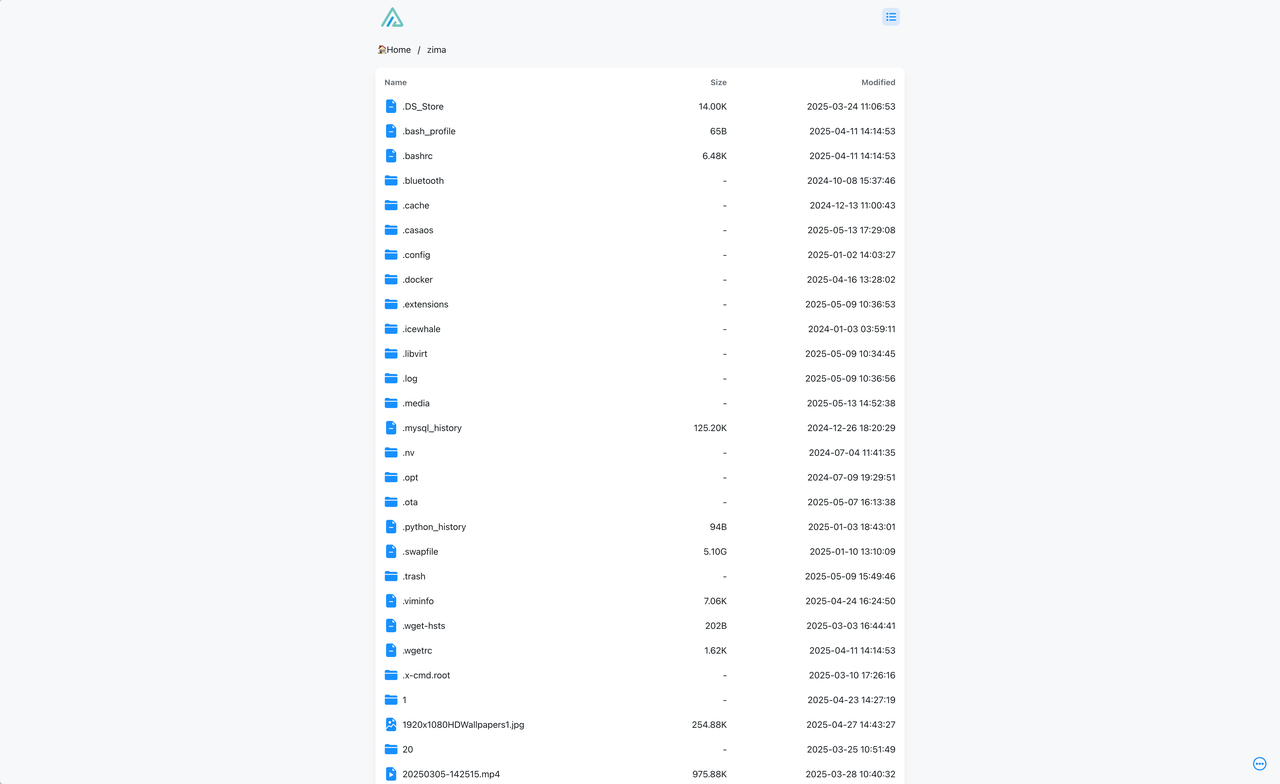 Home / zima
Name Size Modified
.DS_Store 14.00K 2025-03-24 11:06:53
.bash_profile 65B 2025-04-11 14:14:53
.bashrc 6.48K 2025-04-11 14:14:53
.bluetooth - 2024-10-08 15:37:46
.cache - 2024-12-13 11:00:43
.casaos - 2025-05-13 17:29:08
.config - 2025-01-02 14:03:27
.docker - 2025-04-16 13:28:02
.extensions - 2025-05-09 10:36:53
.icewhale - 2024-01-03 03:59:11
.libvirt - 2025-05-09 10:34:45
.log - 2025-05-09 10:36:56
.media - 2025-05-13 14:52:38
.mysql_history 125.20K 2024-12-26 18:20:29
.nv - 2024-07-04 11:41:35
.opt - 2024-07-09 19:29:51
.ota - 2025-05-07 16:13:38
.python_history 94B 2025-01-03 18:43:01
.swapfile 5.10G 2025-01-10 13:10:09
.trash - 2025-05-09 15:49:46
.viminfo 7.06K 2025-04-24 16:24:50
.wget-hsts 202B 2025-03-03 16:44:41
.wgetrc 1.62K 2025-04-11 14:14:53
.x-cmd.root - 2025-03-10 17:26:16
1 - 2025-04-23 14:27:19
1920x1080HDWallpapers1.jpg 254.88K 2025-04-27 14:43:27
20 - 2025-03-25 10:51:49
20250305-142515.mp4 975.88K 2025-03-28 10:40:32